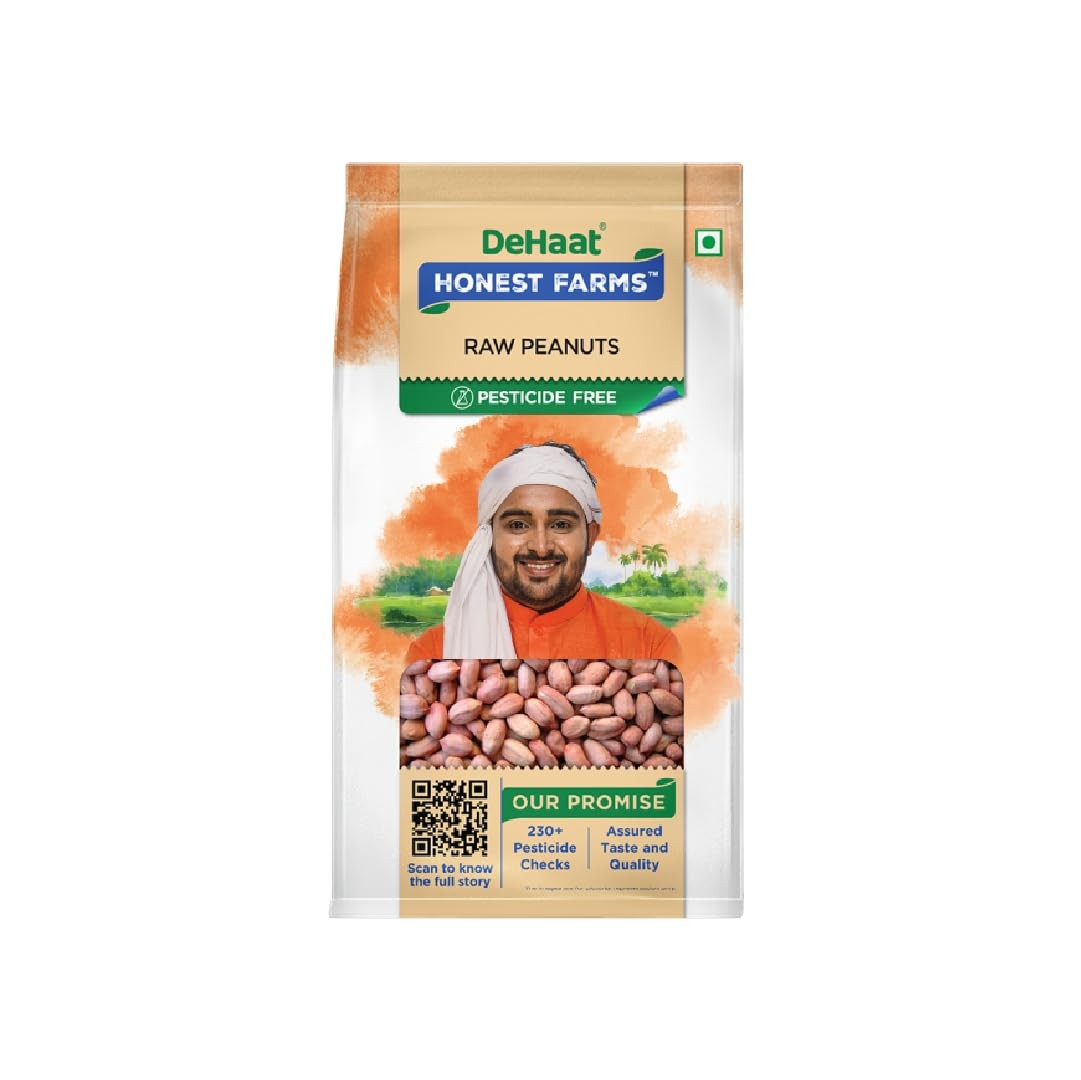 DeHaat®
HONEST FARMS™
RAW PEANUTS
PESTICIDE FREE
OUR PROMISE
230+
Pesticide
Checks
Assured
Taste and
Quality
Scan to know
the full story